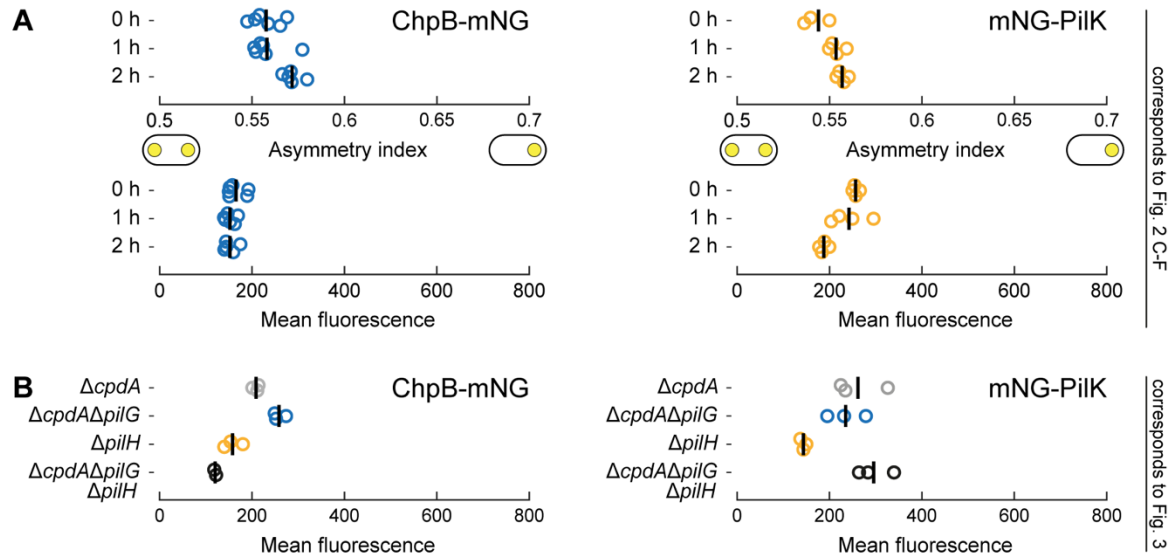 A
ChpB-mNG
mNG-PilK
0 h -
1 h -
2 h -
0 h -
1 h -
2 h -
0.5 0.55 0.6 0.65 0.7
0.5 0.55 0.6 0.65 0.7
Asymmetry index
Asymmetry index
0 h -
1 h -
2 h -
0 h -
1 h -
2 h -
0 200 400 600 800
0 200 400 600 800
Mean fluorescence
Mean fluorescence
corresponds to Fig. 2 C-F
B
ChpB-mNG
mNG-PilK
ΔcpdA -
ΔcpdAΔpilG -
ΔpilH -
ΔcpdAΔpilG -
ΔpilH
ΔcpdA -
ΔcpdAΔpilG -
ΔpilH -
ΔcpdAΔpilG -
ΔpilH
0 200 400 600 800
0 200 400 600 800
Mean fluorescence
Mean fluorescence
corresponds to Fig. 3